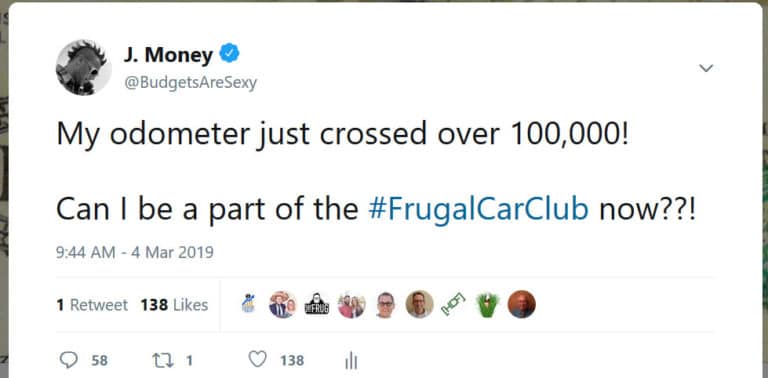 J. Money
@BudgetsAreSexy
My odometer just crossed over 100,000!
Can I be a part of the #FrugalCarClub now??!
9:44 AM - 4 Mar 2019
1 Retweet 138 Likes
58 1 138